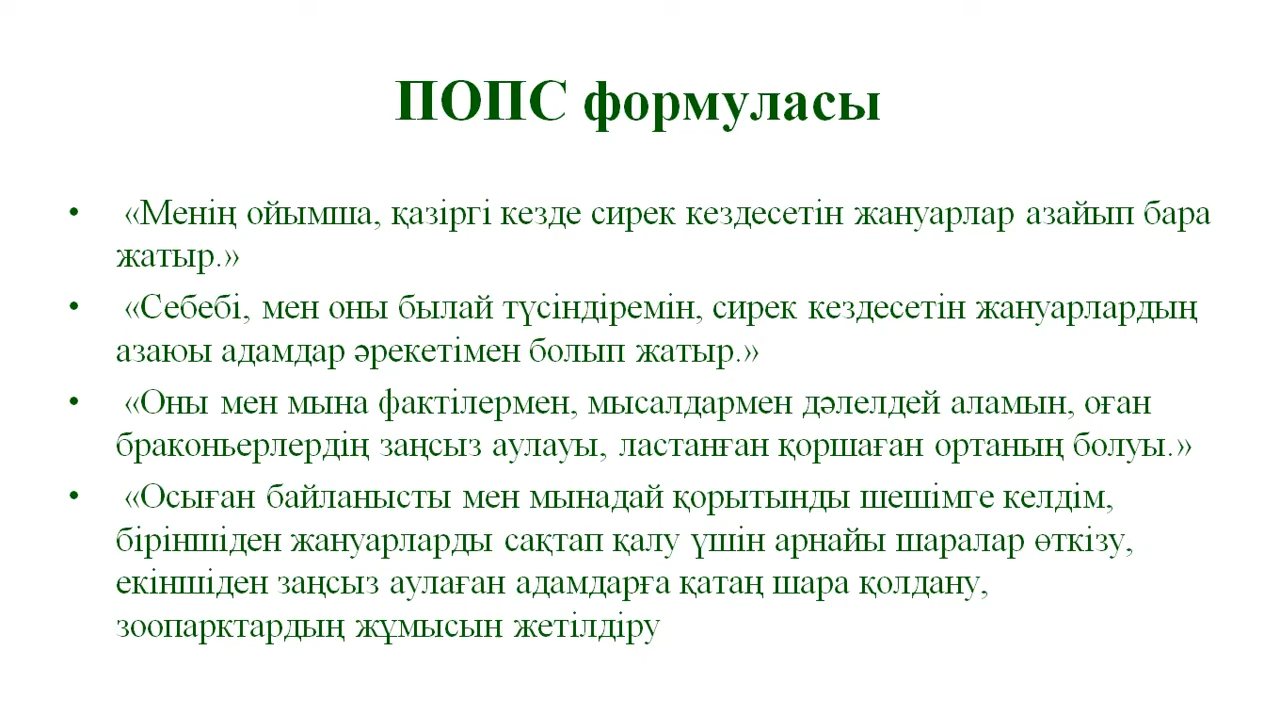 ПОПС формуласы
• «Менің ойымша, қазіргі кезде сирек кездесетін жануарлар азайып бара
жатыр.»
• «Себебі, мен оны былай түсіндіремін, сирек кездесетін жануарлардың
азаюы адамдар әрекетімен болып жатыр.»
• «Оны мен мына фактілермен, мысалдармен дәлелдей аламын, оған
браконьерлердің заңсыз аулауы, ластанған қоршаған ортаның болуы.»
• «Осыған байланысты мен мынадай қорытынды шешімге келдім,
біріншіден жануарларды сақтап қалу үшін арнайы шаралар өткізу,
екіншіден заңсыз аулаған адамдарға қатаң шара қолдану,
зоопарктардың жұмысын жетілдіру